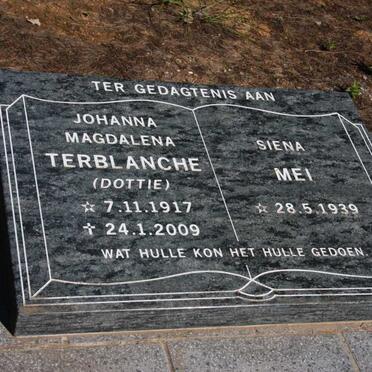 TER GEDAGTENIS AAN
JOHANNA
MAGDALENA
TERBLANCHE
(DOTTIE)
☆ 7.11.1917
✝ 24.1.2009
SIENA
MEI
☆ 28.5.1939
WAT HULLE KON HET HULLE GEDOEN.